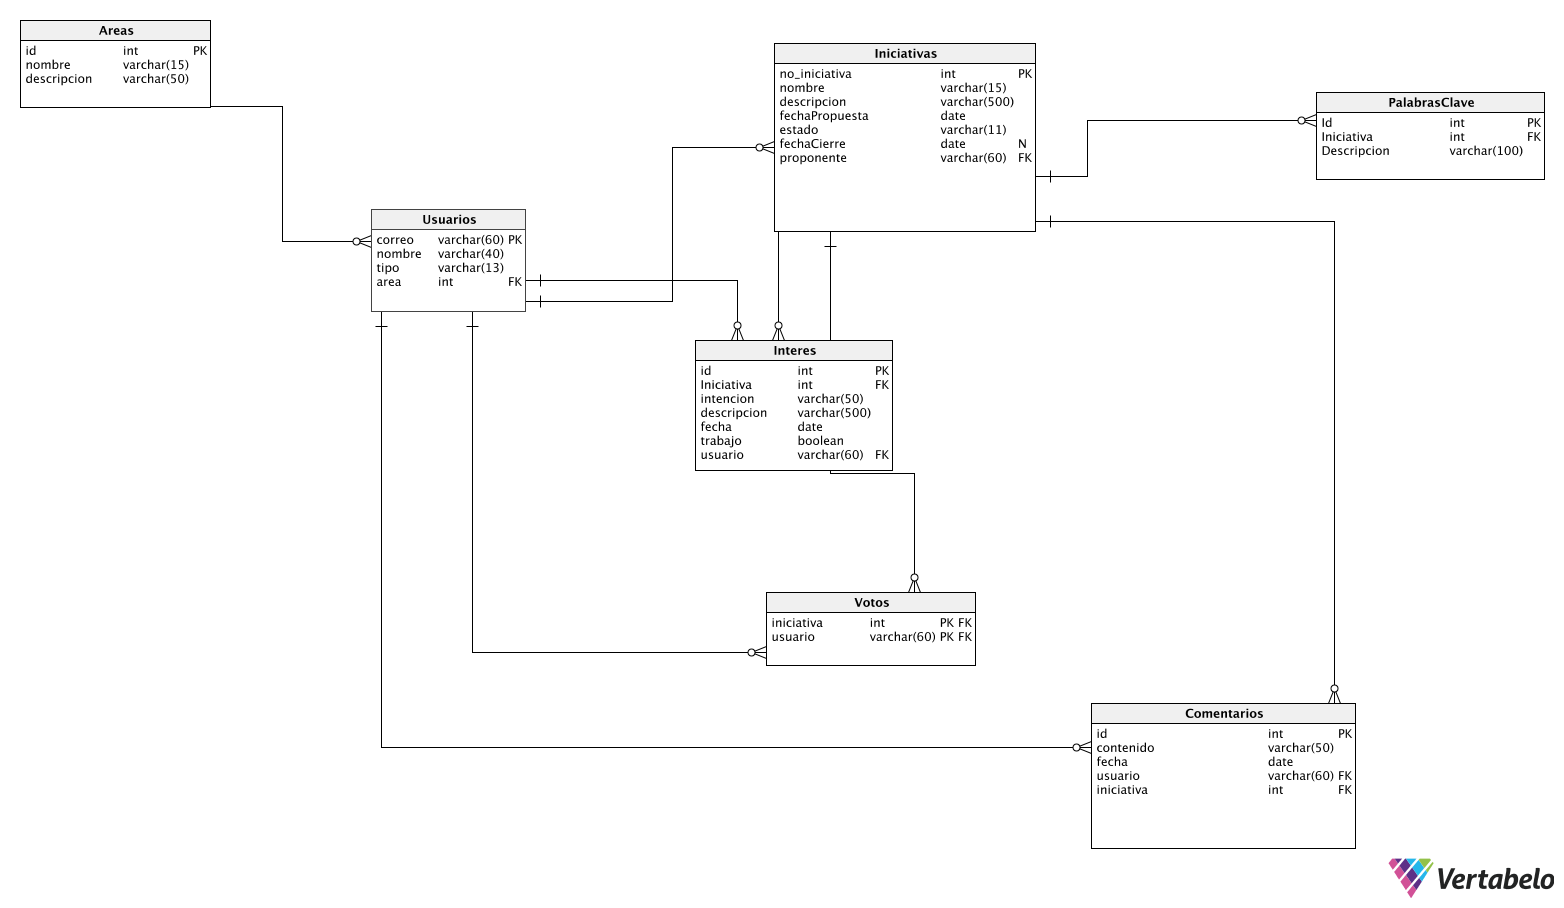 Areas
id int PK
nombre varchar(15)
descripcion varchar(50)
Iniciativas
no_iniciativa int PK
nombre varchar(15)
descripcion varchar(500)
fechaPropuesta date
estado varchar(11)
fechaCierre date N
proponente varchar(60) FK
PalabrasClave
Id int PK
Iniciativa int FK
Descripcion varchar(100)
Usuarios
correo varchar(60) PK
nombre varchar(40)
tipo varchar(13)
area int FK
Interes
id int PK
Iniciativa int FK
intencion varchar(50)
descripcion varchar(500)
fecha date
trabajo boolean
usuario varchar(60) FK
Votos
iniciativa int PK FK
usuario varchar(60) PK FK
Comentarios
id int PK
contenido varchar(50)
fecha date
usuario varchar(60) FK
iniciativa int FK
Vertabelo